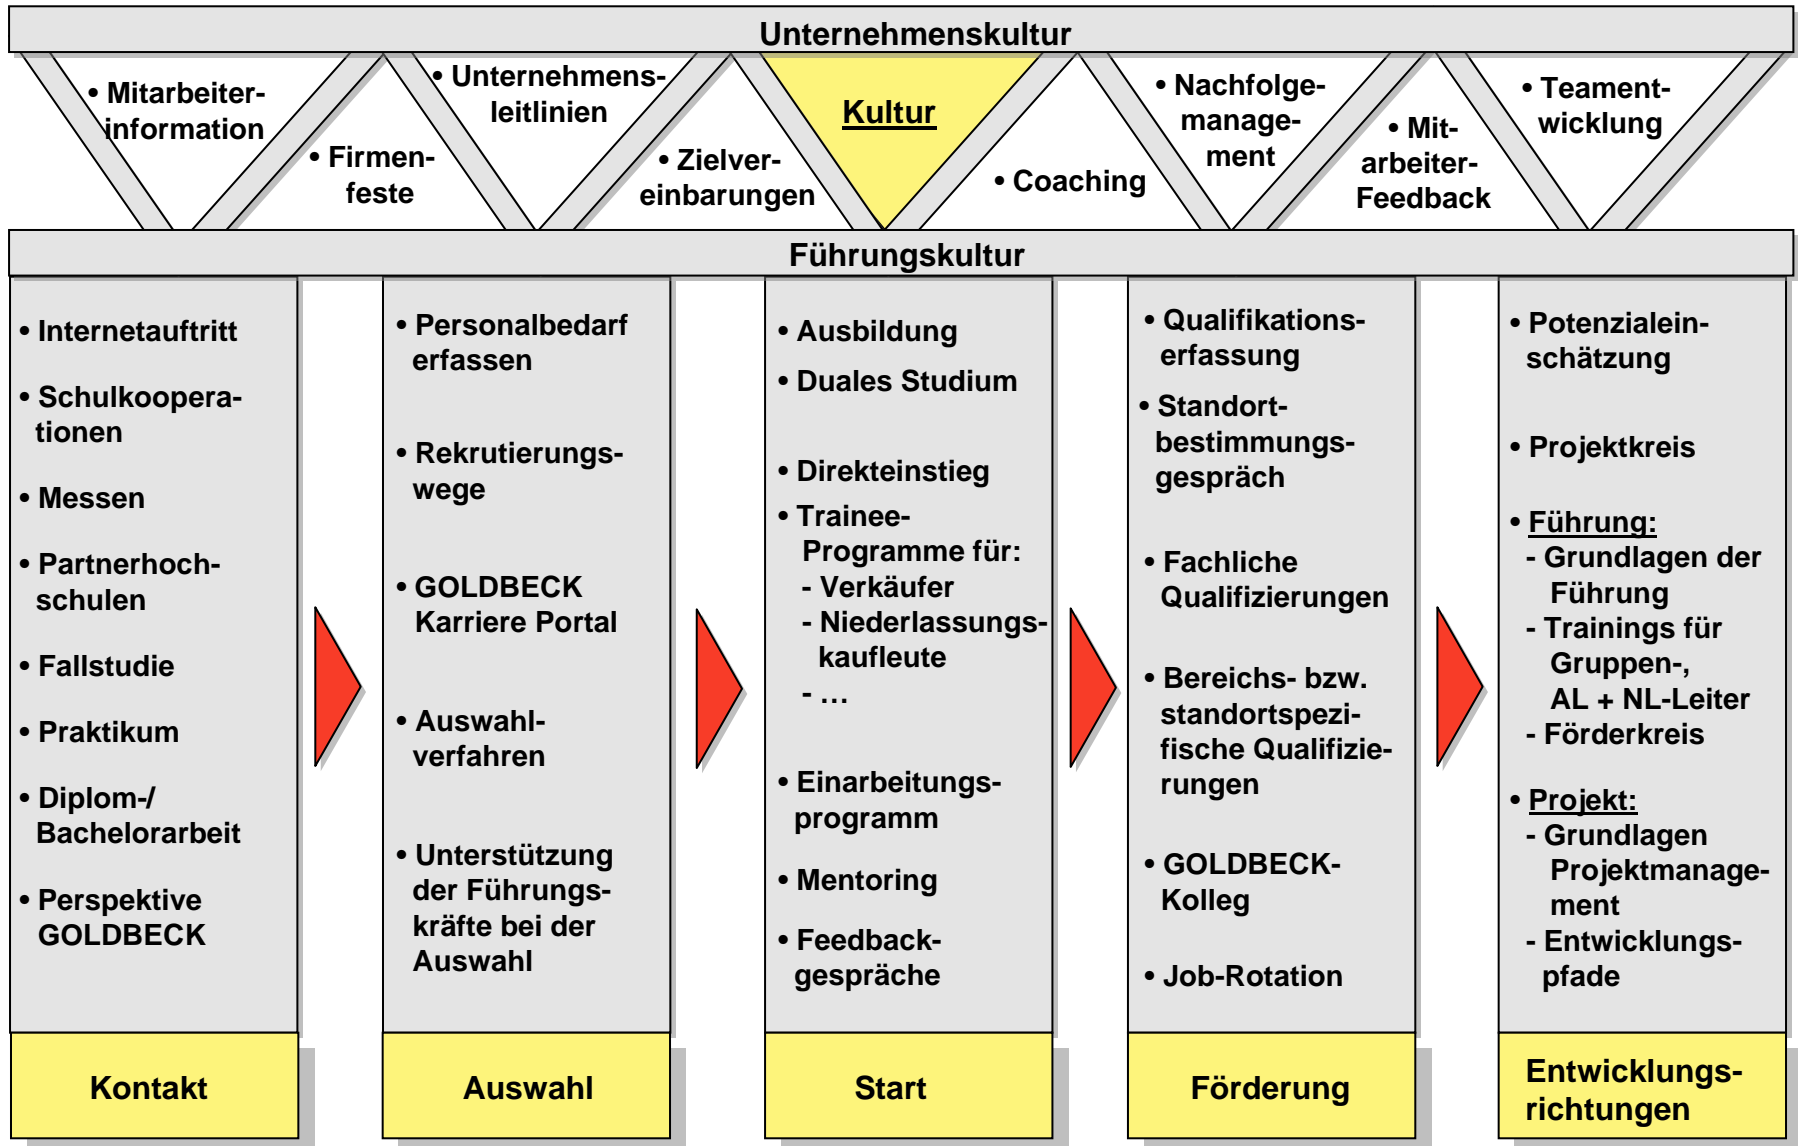 Unternehmenskultur
• Mitarbeiter-
information
• Firmen-
feste
• Unternehmens-
leitlinien
• Zielver-
einbarungen
Kultur
• Coaching
• Nachfolge-
manage-
ment
• Mit-
arbeiter-
Feedback
• Teament-
wicklung
Führungskultur
• Internetauftritt
• Schulkoopera-
tionen
• Messen
• Partnerhoch-
schulen
• Fallstudie
• Praktikum
• Diplom-/
Bachelorarbeit
• Perspektive
GOLDBECK
Kontakt
• Personalbedarf
erfassen
• Rekrutierungs-
wege
• GOLDBECK
Karriere Portal
• Auswahl-
verfahren
• Unterstützung
der Führungs-
kräfte bei der
Auswahl
Auswahl
• Ausbildung
• Duales Studium
• Direkteinstieg
• Trainee-
Programme für:
- Verkäufer
- Niederlassungs-
kaufleute
- …
• Einarbeitungs-
programm
• Mentoring
• Feedback-
gespräche
Start
• Qualifikations-
erfassung
• Standort-
bestimmungs-
gespräch
• Fachliche
Qualifizierungen
• Bereichs- bzw.
standortspezi-
fische Qualifizie-
rungen
• GOLDBECK-
Kolleg
• Job-Rotation
Förderung
• Potenzialein-
schätzung
• Projektkreis
• Führung:
- Grundlagen der
Führung
- Trainings für
Gruppen-,
AL + NL-Leiter
- Förderkreis
• Projekt:
- Grundlagen
Projektmanage-
ment
- Entwicklungs-
pfade
Entwicklungs-
richtungen